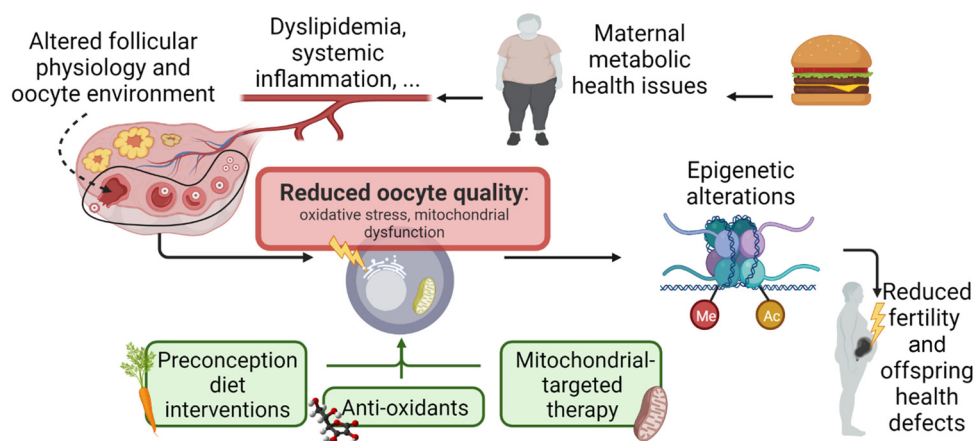 Altered follicular
physiology and
oocyte environment
Dyslipidemia,
systemic
inflammation, ...
Maternal
metabolic
health issues
Reduced oocyte quality:
oxidative stress, mitochondrial
dysfunction
Epigenetic
alterations
Me
Ac
Reduced
fertility
and
offspring
health
defects
Preconception
diet
interventions
Anti-oxidants
Mitochondrial-
targeted
therapy